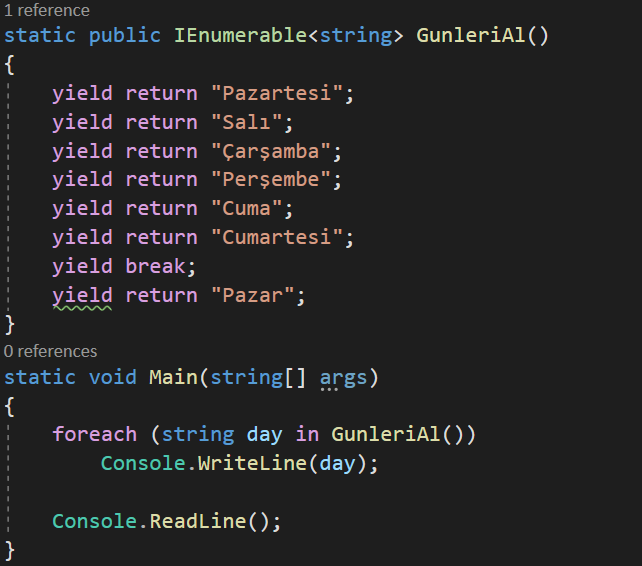 1 reference
static public IEnumerable<string> GunleriAl()
{
yield return "Pazartesi";
yield return "Salı";
yield return "Çarşamba";
yield return "Perşembe";
yield return "Cuma";
yield return "Cumartesi";
yield break;
yield return "Pazar";
}
0 references
static void Main(string[] args)
{
foreach (string day in GunleriAl())
Console.WriteLine(day);
Console.ReadLine();
}